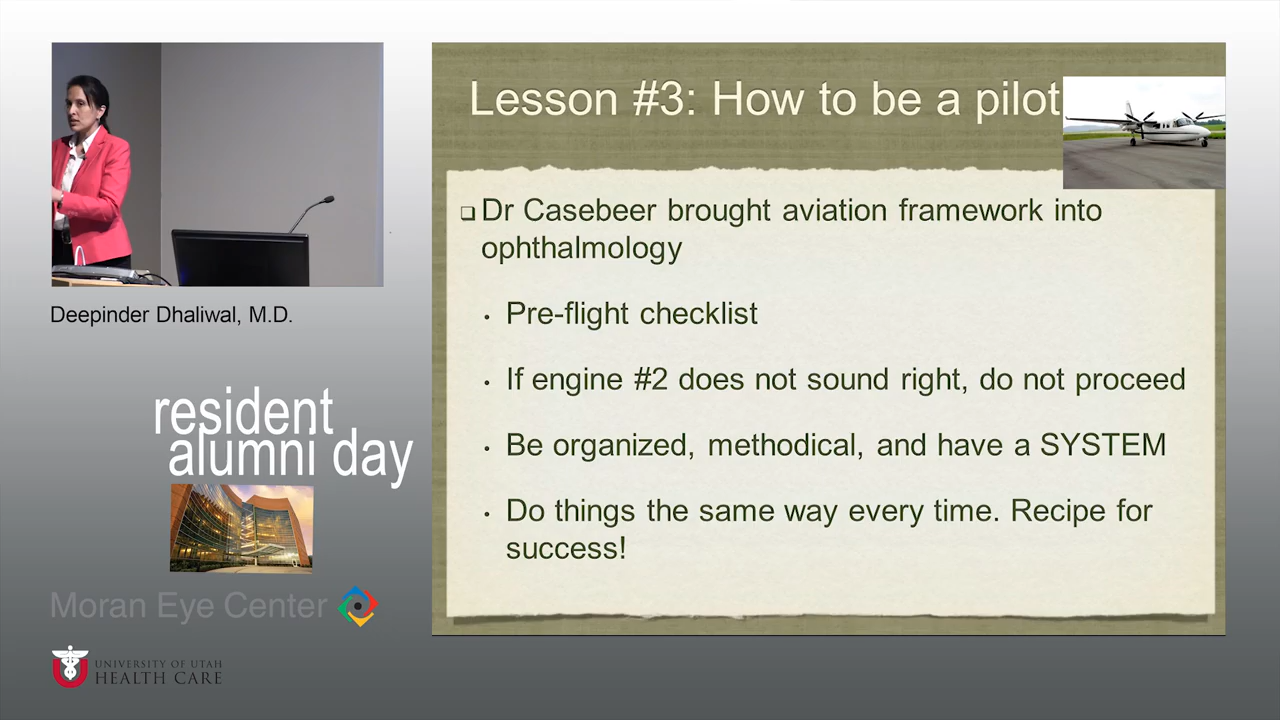 Lesson #3: How to be a pilot
❑ Dr Casebeer brought aviation framework into
ophthalmology
• Pre-flight checklist
• If engine #2 does not sound right, do not proceed
• Be organized, methodical, and have a SYSTEM
• Do things the same way every time. Recipe for
success!
Deepinder Dhaliwal, M.D.
resident
alumni day
Moran Eye Center
UNIVERSITY OF UTAH
HEALTH CARE